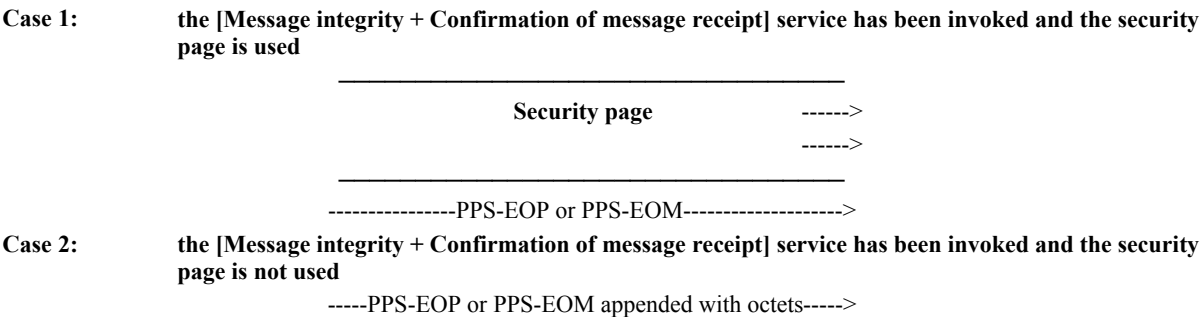 Case 1: the [Message integrity + Confirmation of message receipt] service has been invoked and the security
page is used
Security page ------>
------>
----------------PPS-EOP or PPS-EOM-------------------->
Case 2: the [Message integrity + Confirmation of message receipt] service has been invoked and the security
page is not used
-----PPS-EOP or PPS-EOM appended with octets----->